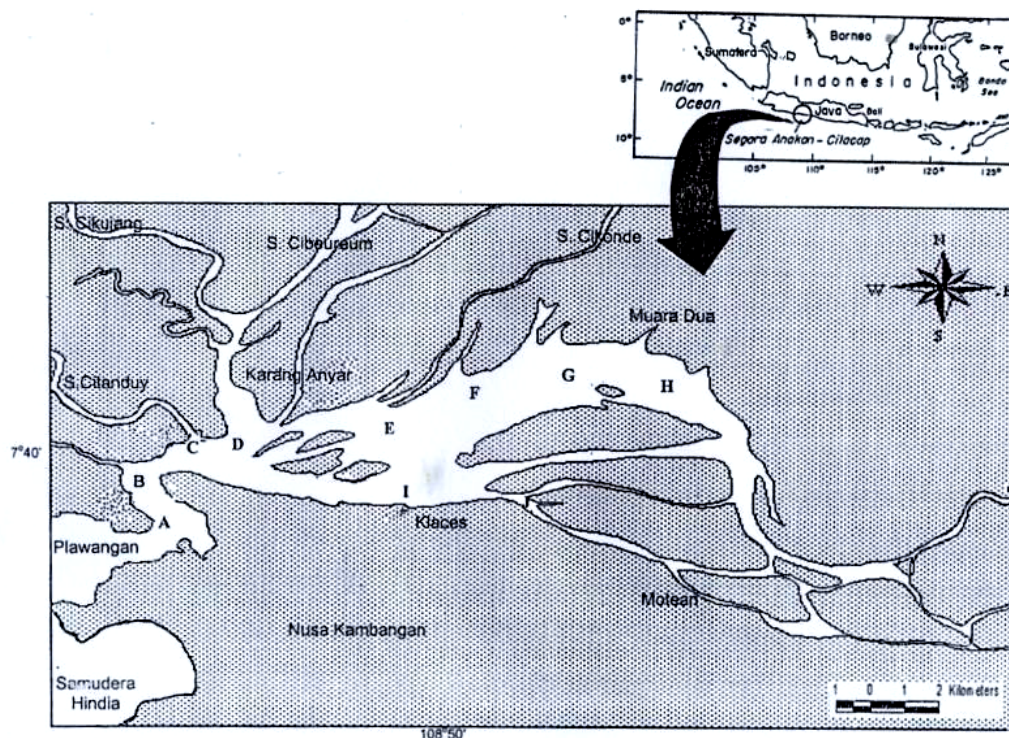 0°
5°
10°
Sumatera
Borneo
Sulawesi
Indonesia
Banda
Sea
Indian
Ocean
Java
Bali
Segara Anakan - Cilacap
105°
110°
115°
120°
125°
S. Sikujang
S. Cibeureum
S. Cikonde
Muara Dua
N
W
E
S
S.Citanduy
Karang Anyar
F
G
H
E
C
D
7°40'
B
I
A
Klaces
Plawangan
Motean
Nusa Kambangan
Samudera
Hindia
1 0 1 2 Kilometers
108°50'